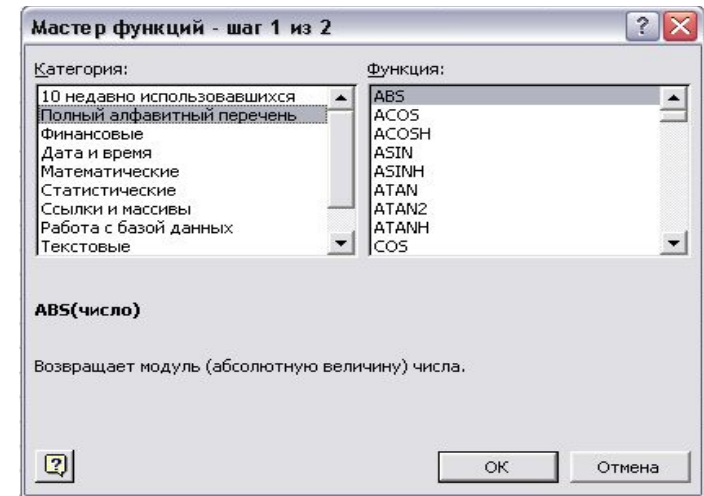 Мастер функций - шаг 1 из 2
Категория:
10 недавно использовавшихся
Полный алфавитный перечень
Финансовые
Дата и время
Математические
Статистические
Ссылки и массивы
Работа с базой данных
Текстовые
Функция:
ABS
ACOS
ACOSH
ASIN
ASINH
ATAN
ATAN2
ATANH
COS
ABS(число)
Возвращает модуль (абсолютную величину) числа.
ОК
Отмена